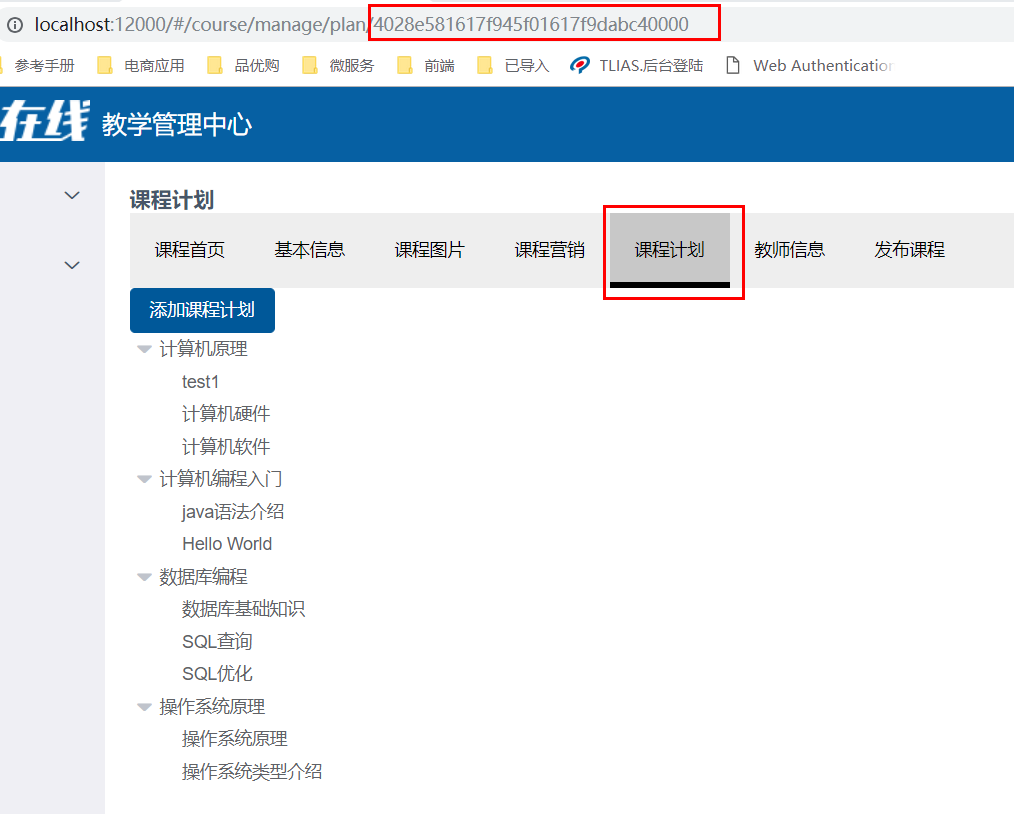 localhost:12000/#/course/manage/plan/4028e581617f945f01617f9dabc40000
参考手册 电商应用 品优购 微服务 前端 已导入 TLIAS.后台登陆 Web Authentication
在线 教学管理中心
课程计划
课程首页 基本信息 课程图片 课程营销 课程计划 教师信息 发布课程
添加课程计划
计算机原理
test1
计算机硬件
计算机软件
计算机编程入门
java语法介绍
Hello World
数据库编程
数据库基础知识
SQL查询
SQL优化
操作系统原理
操作系统原理
操作系统类型介绍